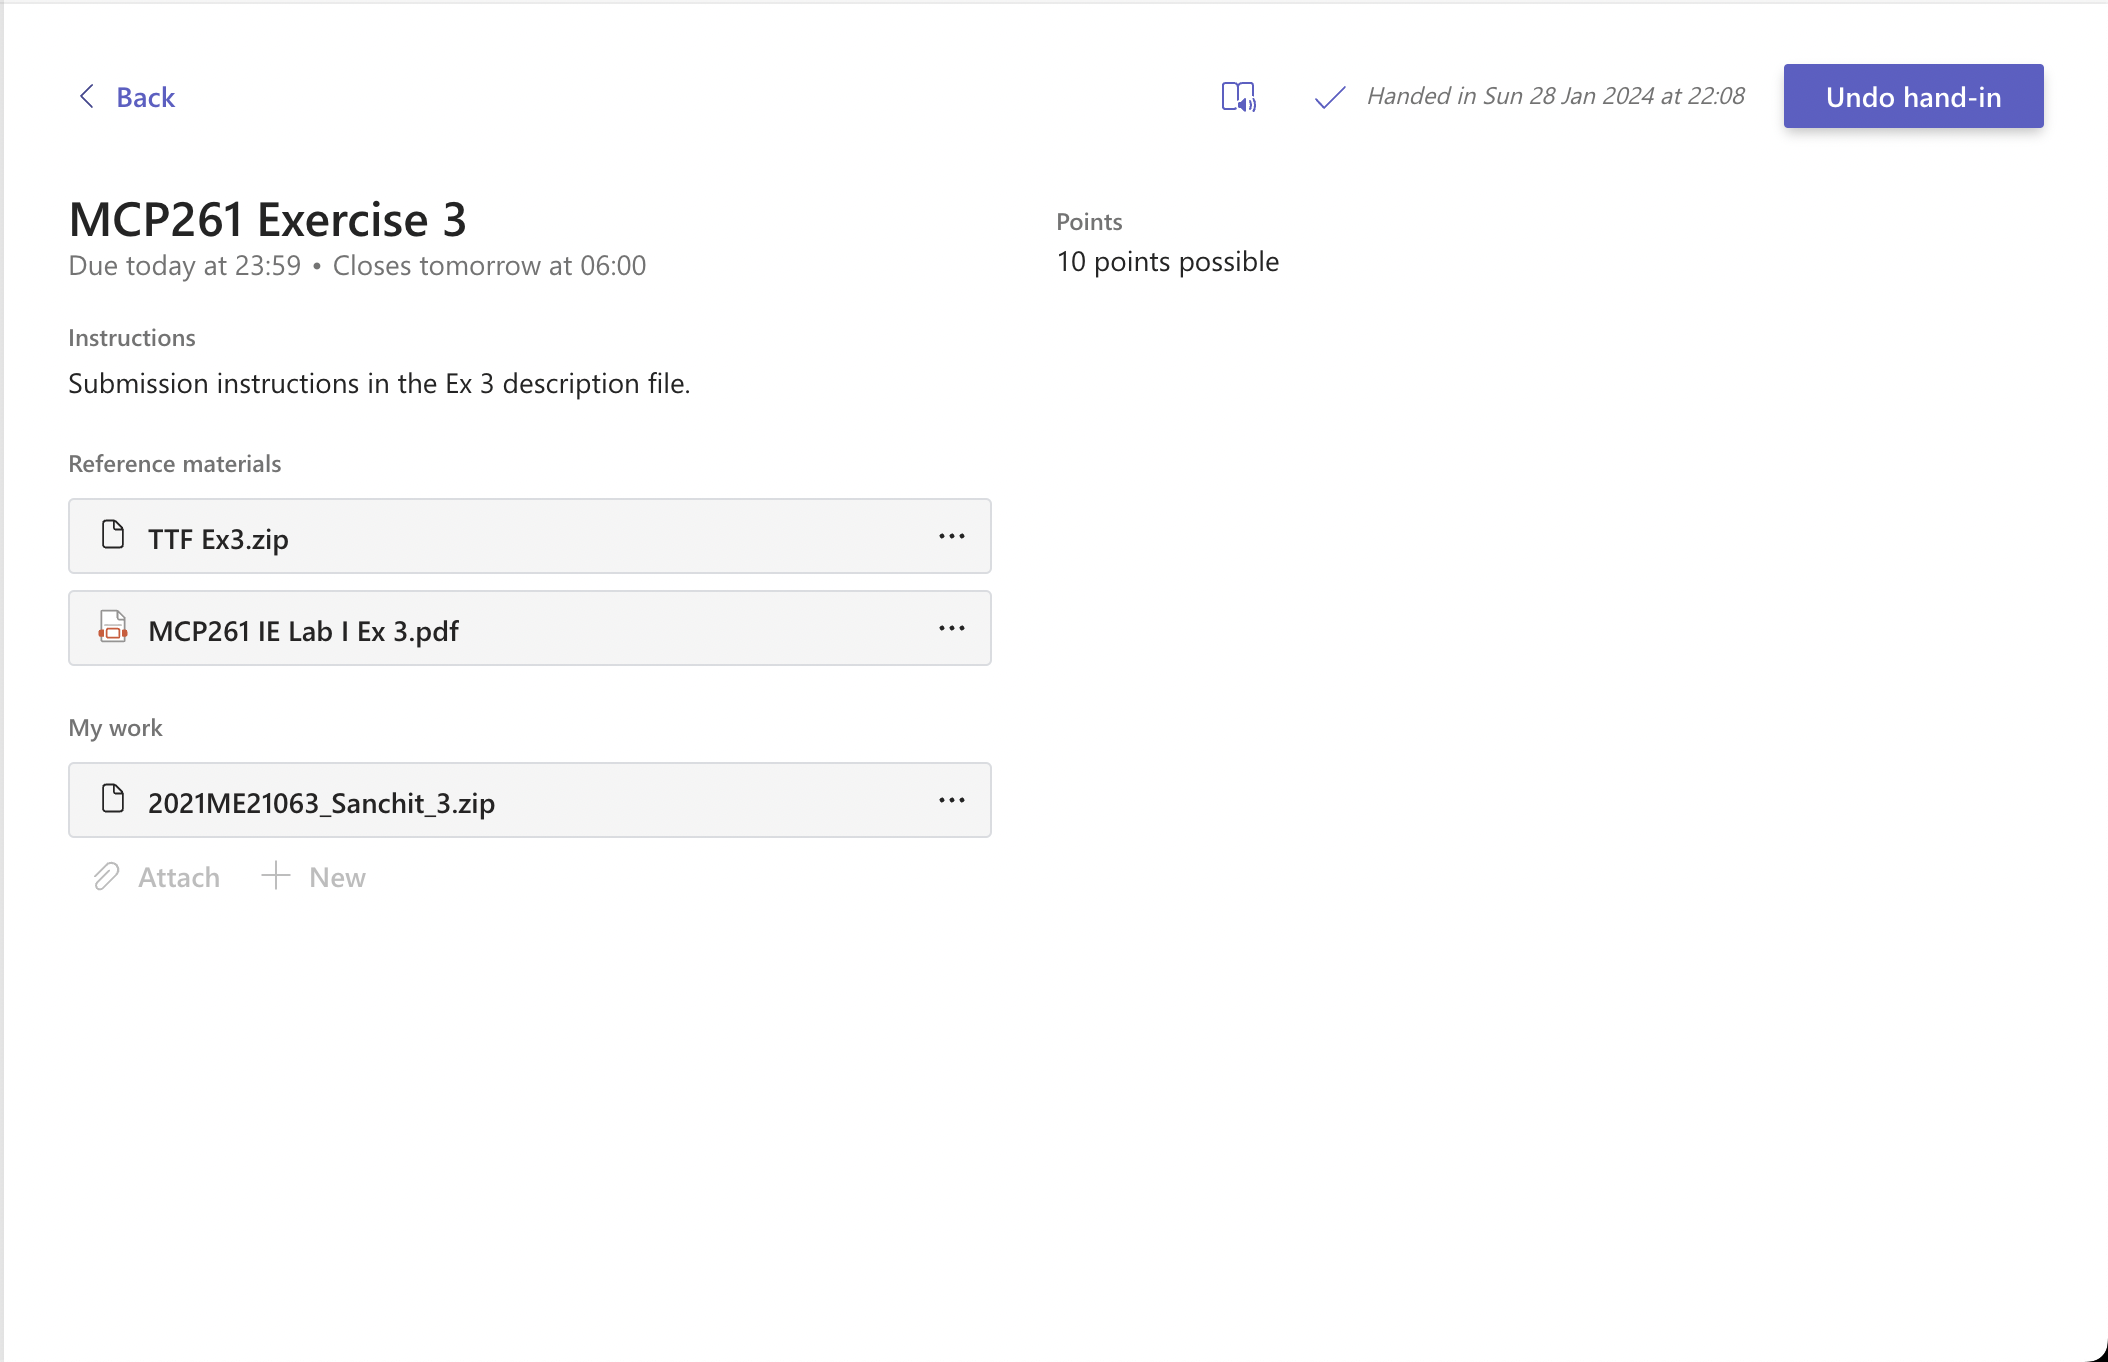 Back
Handed in Sun 28 Jan 2024 at 22:08
Undo hand-in
MCP261 Exercise 3
Due today at 23:59 • Closes tomorrow at 06:00
Points
10 points possible
Instructions
Submission instructions in the Ex 3 description file.
Reference materials
TTF Ex3.zip
MCP261 IE Lab I Ex 3.pdf
My work
2021ME21063_Sanchit_3.zip
Attach
New